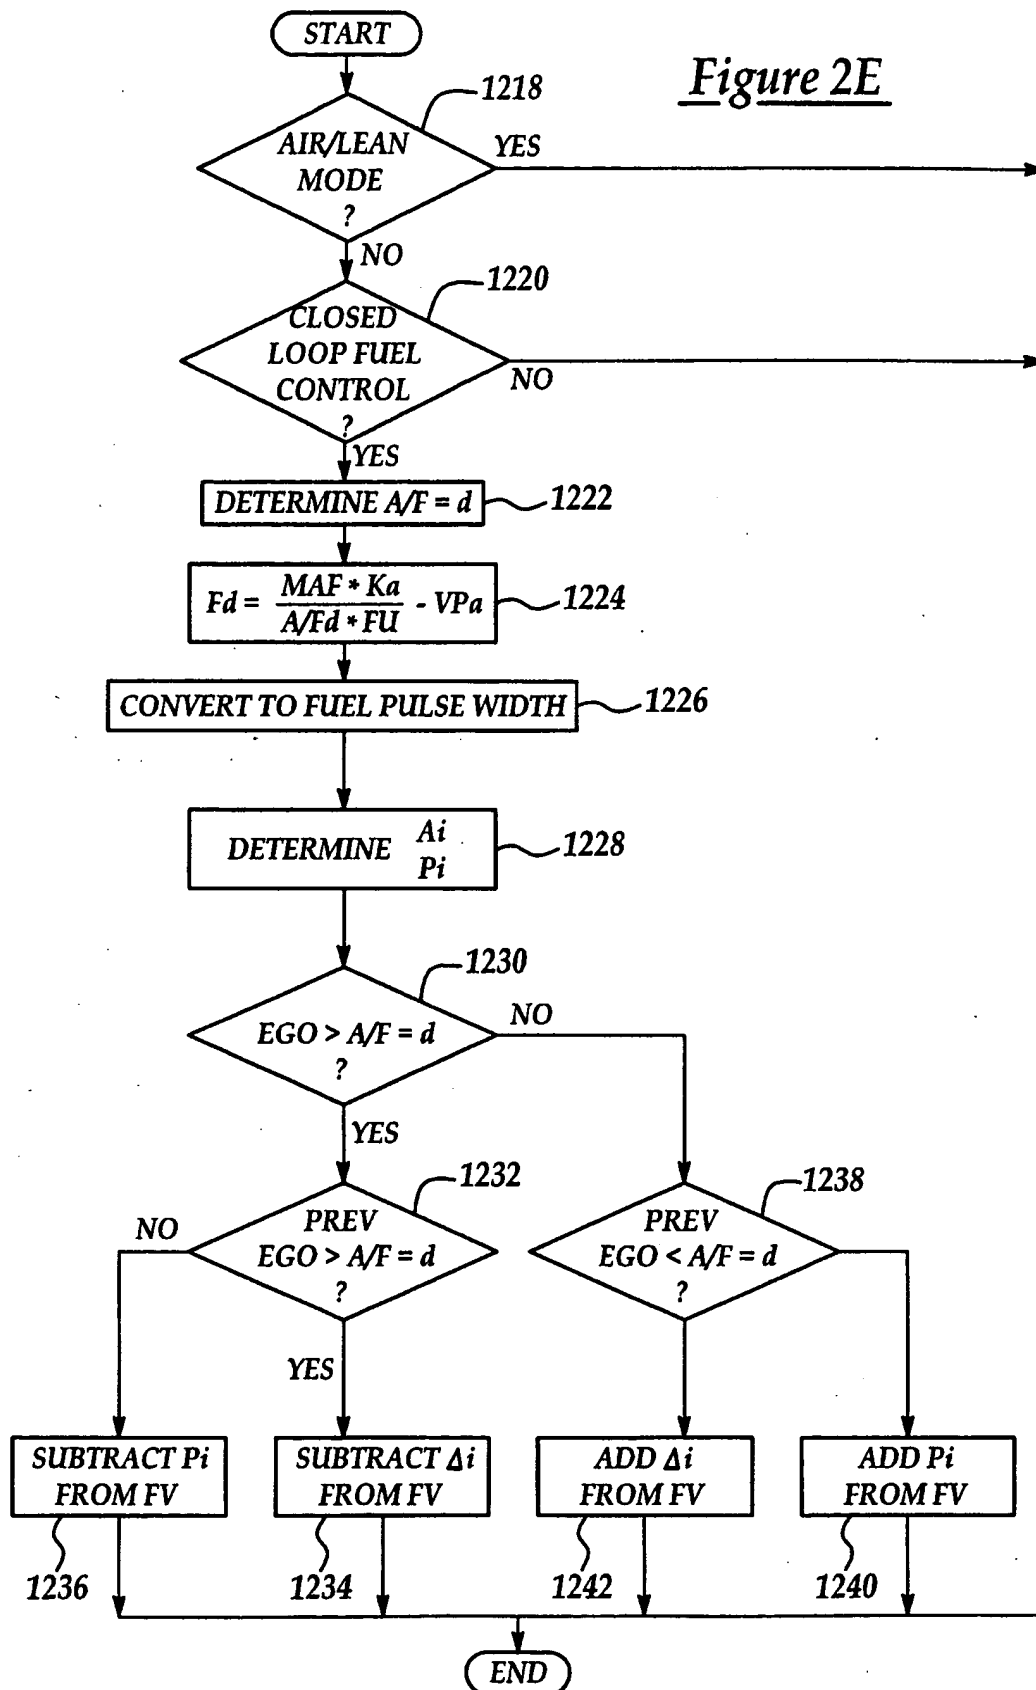 START
Figure 2E
1218
AIR/LEAN
MODE
?
YES
NO
1220
CLOSED
LOOP FUEL
CONTROL
?
NO
YES
DETERMINE A/F = d
1222
Fd = MAF * Ka / A/Fd * FU - VPa
1224
CONVERT TO FUEL PULSE WIDTH
1226
DETERMINE Ai
Pi
1228
1230
EGO > A/F = d
?
NO
YES
1232
PREV
EGO > A/F = d
?
NO
YES
1238
PREV
EGO < A/F = d
?
SUBTRACT Pi
FROM FV
1236
SUBTRACT Δi
FROM FV
1234
ADD Δi
FROM FV
1242
ADD Pi
FROM FV
1240
END